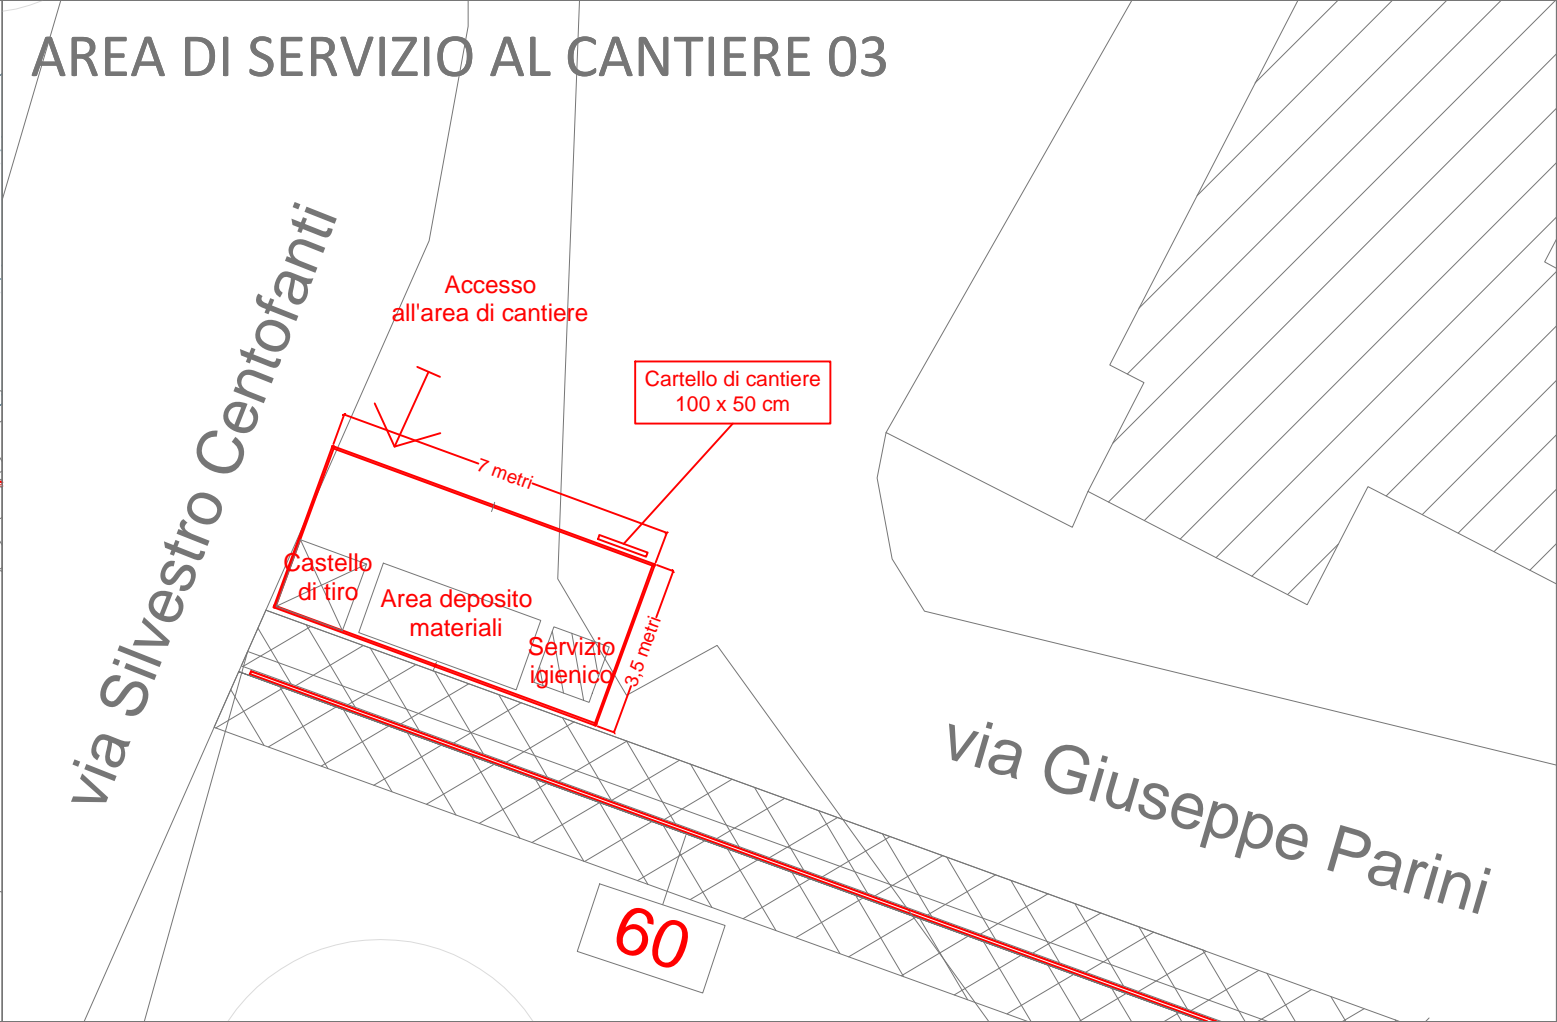 AREA DI SERVIZIO AL CANTIERE 03
via Silvestro Centofanti
Accesso
all'area di cantiere
Cartello di cantiere
100 x 50 cm
7 metri
Castello
di tiro
Area deposito
materiali
Servizio
igienico
3,5 metri
via Giuseppe Parini
60